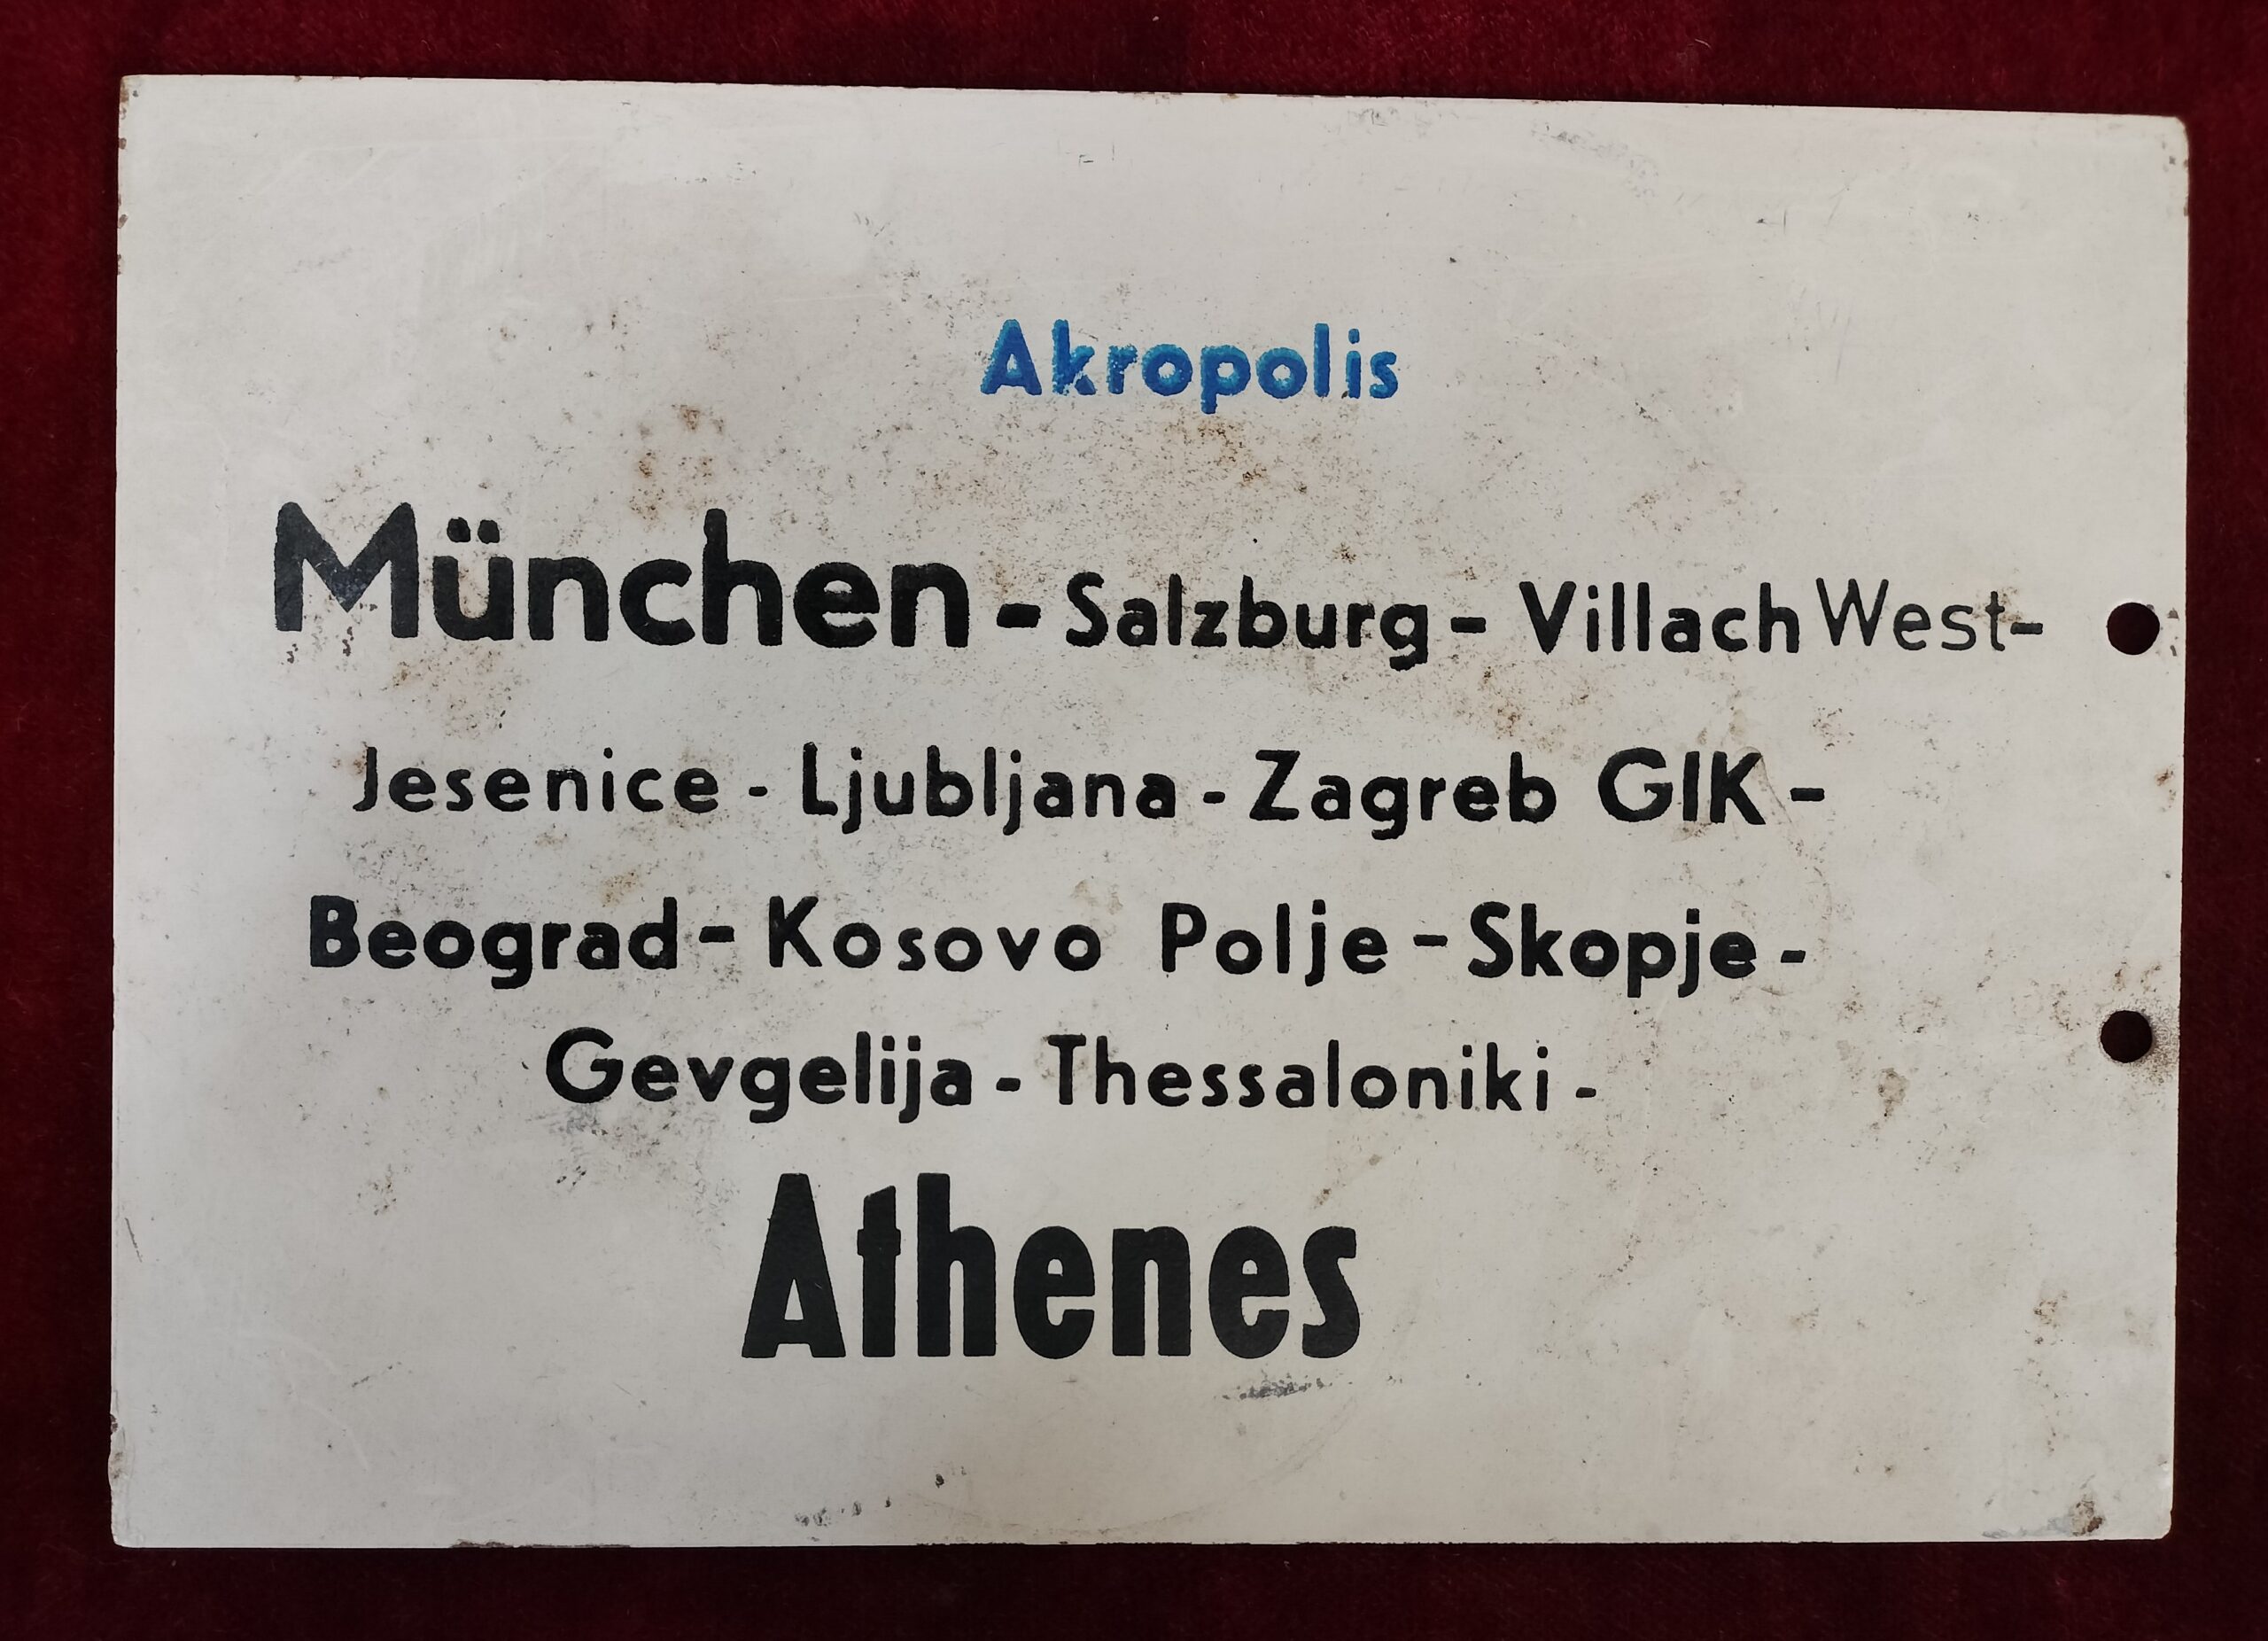 Akropolis
München - Salzburg - Villach West-
Jesenice - Ljubljana - Zagreb GlK -
Beograd - Kosovo Polje - Skopje -
Gevgelija - Thessaloniki -
Athenes